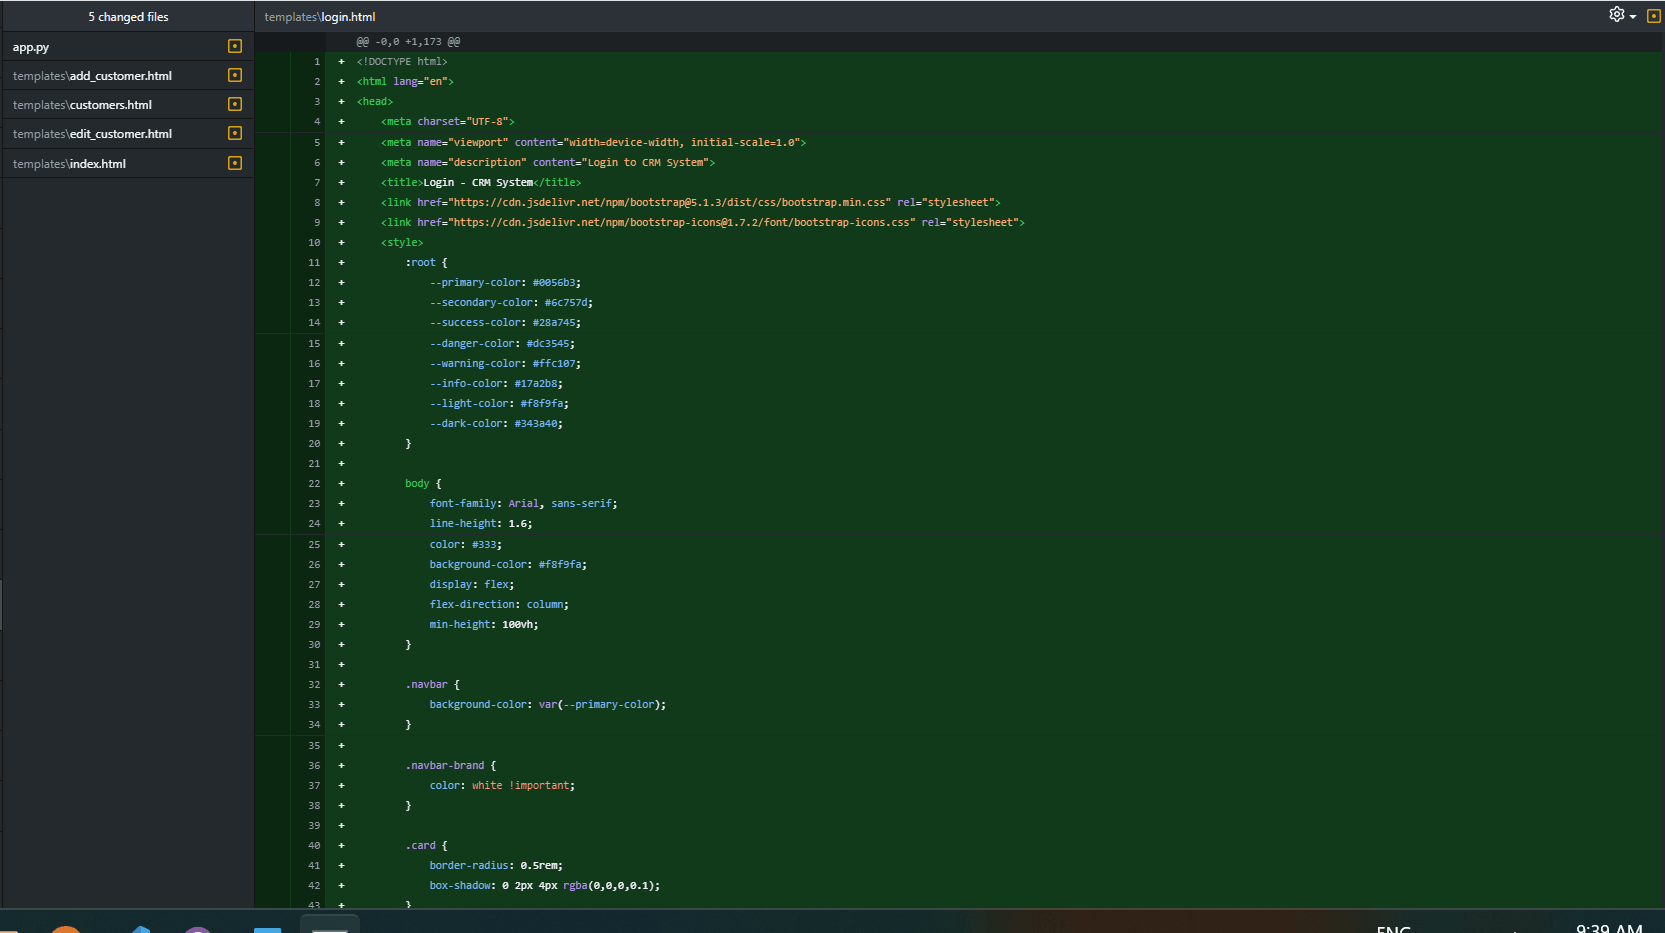 5 changed files
app.py
templates\add_customer.html
templates\customers.html
templates\edit_customer.html
templates\index.html
templates\login.html
@@ -0,0 +1,173 @@
1 + <!DOCTYPE html>
2 + <html lang="en">
3 + <head>
4 +     <meta charset="UTF-8">
5 +     <meta name="viewport" content="width=device-width, initial-scale=1.0">
6 +     <meta name="description" content="Login to CRM System">
7 +     <title>Login - CRM System</title>
8 +     <link href="https://cdn.jsdelivr.net/npm/bootstrap@5.1.3/dist/css/bootstrap.min.css" rel="stylesheet">
9 +     <link href="https://cdn.jsdelivr.net/npm/bootstrap-icons@1.7.2/font/bootstrap-icons.css" rel="stylesheet">
10 +     <style>
11 +         :root {
12 +             --primary-color: #0056b3;
13 +             --secondary-color: #6c757d;
14 +             --success-color: #28a745;
15 +             --danger-color: #dc3545;
16 +             --warning-color: #ffc107;
17 +             --info-color: #17a2b8;
18 +             --light-color: #f8f9fa;
19 +             --dark-color: #343a40;
20 +         }
21 +
22 +         body {
23 +             font-family: Arial, sans-serif;
24 +             line-height: 1.6;
25 +             color: #333;
26 +             background-color: #f8f9fa;
27 +             display: flex;
28 +             flex-direction: column;
29 +             min-height: 100vh;
30 +         }
31 +
32 +         .navbar {
33 +             background-color: var(--primary-color);
34 +         }
35 +
36 +         .navbar-brand {
37 +             color: white !important;
38 +         }
39 +
40 +         .card {
41 +             border-radius: 0.5rem;
42 +             box-shadow: 0 2px 4px rgba(0,0,0,0.1);
43 +         }
ENG
9:39 AM